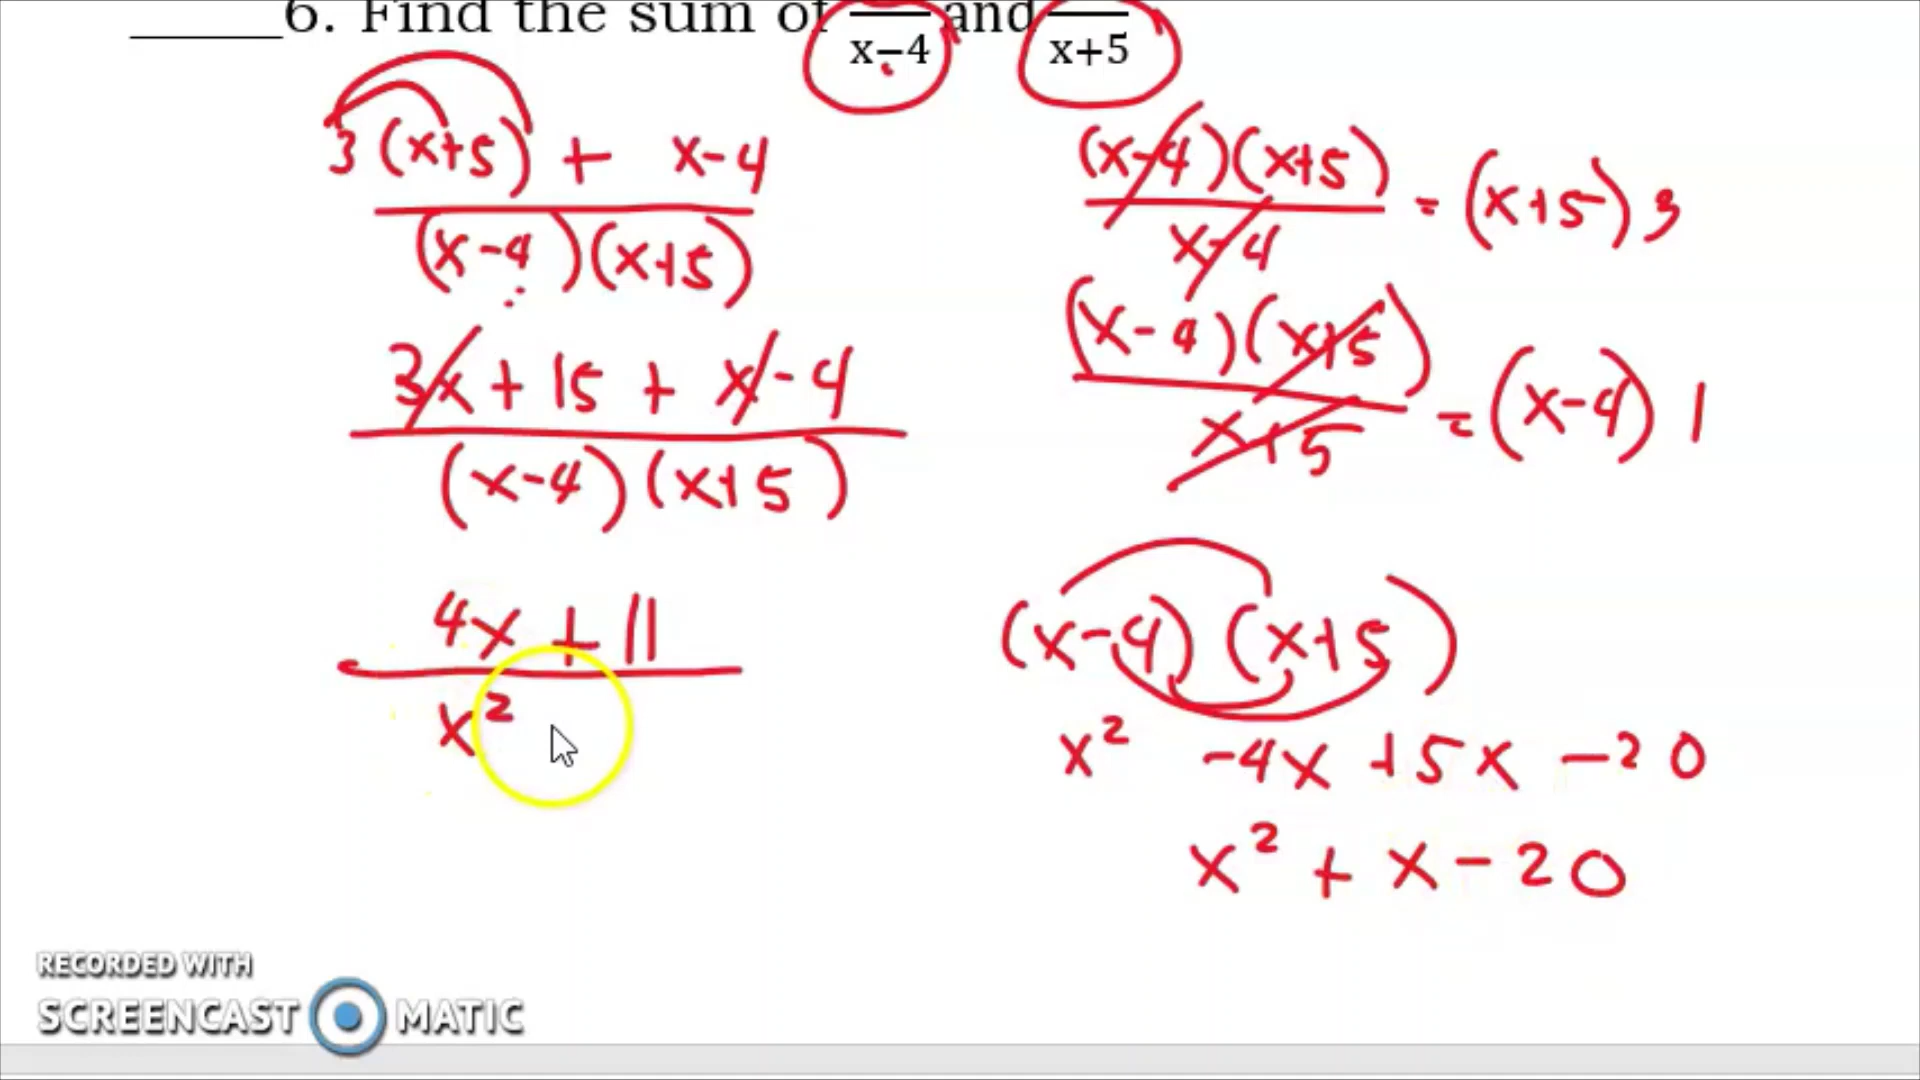 _____6. Find the sum of — and —
x−4 x+5
3(x+5) + x-4
(x-4)(x+5)
3x + 15 + x - 4
(x-4)(x+5)
4x + 11
x²
(x-4)(x+5) = (x+5) 3
x-4
(x-4)(x+5) = (x-4) 1
x+5
(x-4)(x+5)
x² -4x +5x -20
x² + x - 20
RECORDED WITH
SCREENCAST MATIC